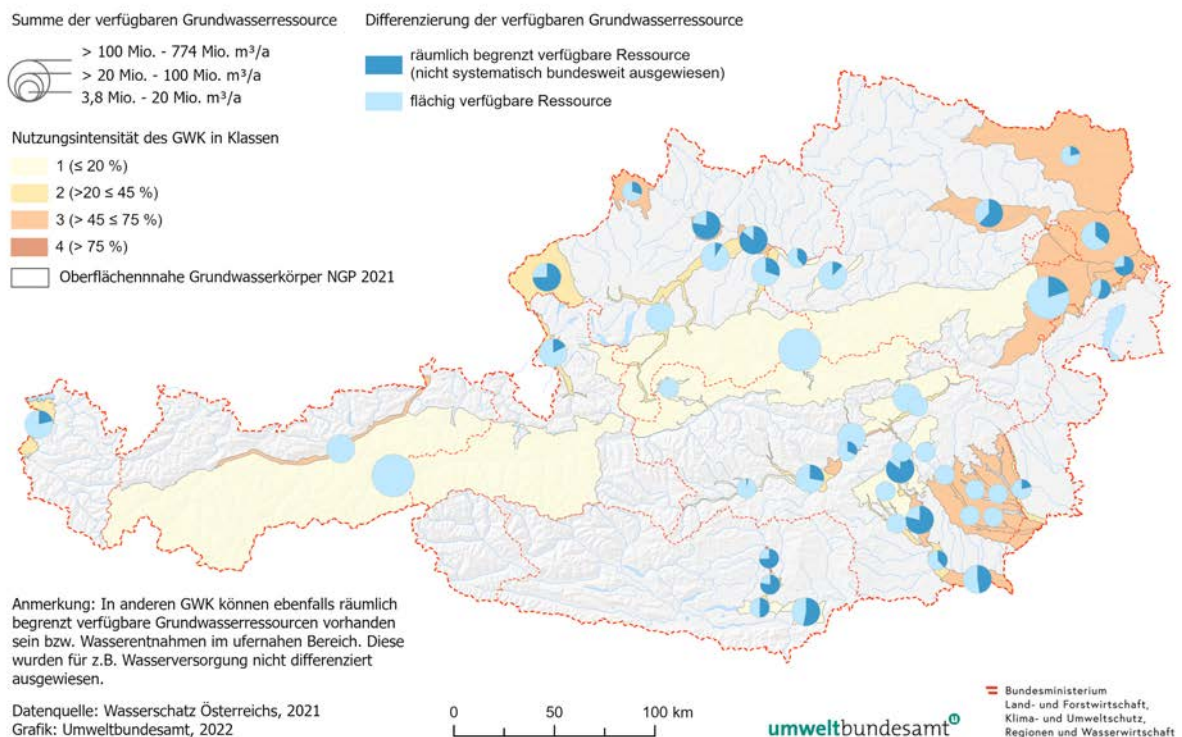 Summe der verfügbaren Grundwasserressource
> 100 Mio. - 774 Mio. m³/a
> 20 Mio. - 100 Mio. m³/a
3,8 Mio. - 20 Mio. m³/a
Differenzierung der verfügbaren Grundwasserressource
räumlich begrenzt verfügbare Ressource
(nicht systematisch bundesweit ausgewiesen)
flächig verfügbare Ressource
Nutzungsintensität des GWK in Klassen
1 (≤ 20 %)
2 (>20 ≤ 45 %)
3 (> 45 ≤ 75 %)
4 (> 75 %)
Oberflächennnahe Grundwasserkörper NGP 2021
Anmerkung: In anderen GWK können ebenfalls räumlich
begrenzt verfügbare Grundwasserressourcen vorhanden
sein bzw. Wasserentnahmen im ufernahen Bereich. Diese
wurden für z.B. Wasserversorgung nicht differenziert
ausgewiesen.
Datenquelle: Wasserschatz Österreichs, 2021
Grafik: Umweltbundesamt, 2022
0 50 100 km
umweltbundesamt u
Bundesministerium
Land- und Forstwirtschaft,
Klima- und Umweltschutz,
Regionen und Wasserwirtschaft